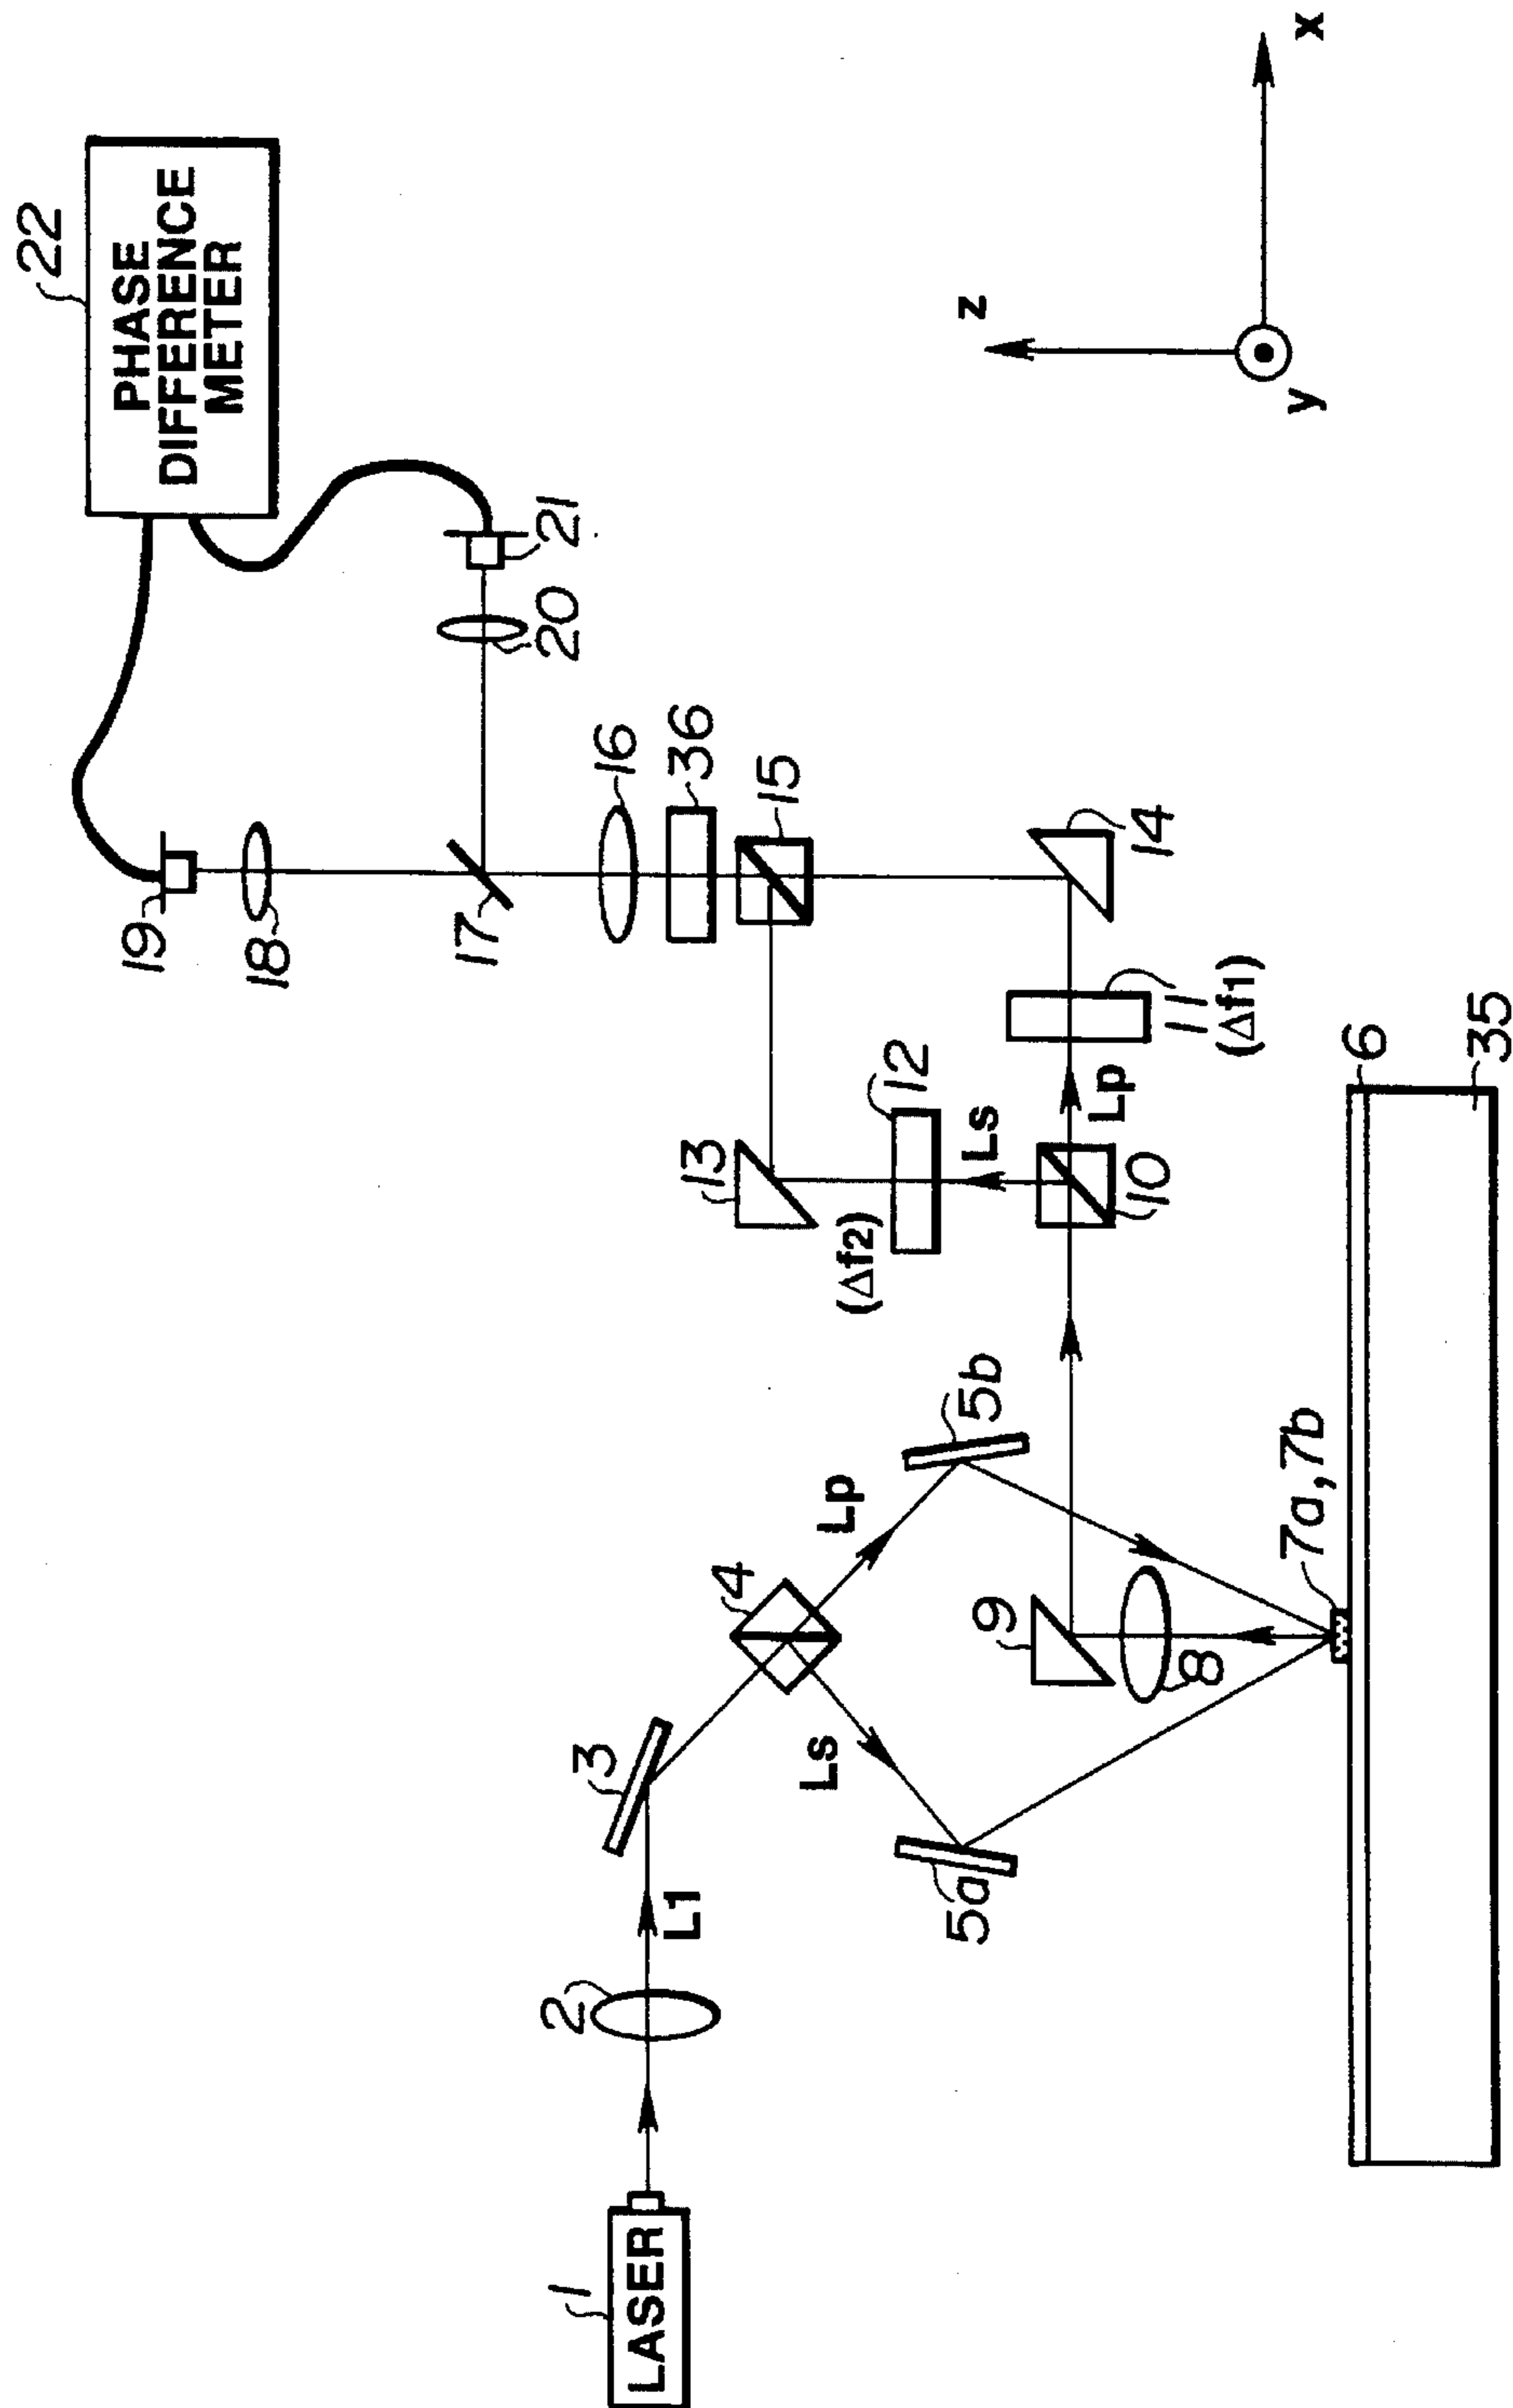 22
PHASE
DIFFERENCE
METER
19
18
17
21
20
16
36
15
14
13
12
(Δf2)
Ls
Lp
11
(Δf1)
10
z
x
y
1
LASER
2
L1
3
4
Lp
Ls
5a
5b
9
8
7a,7b
6
35